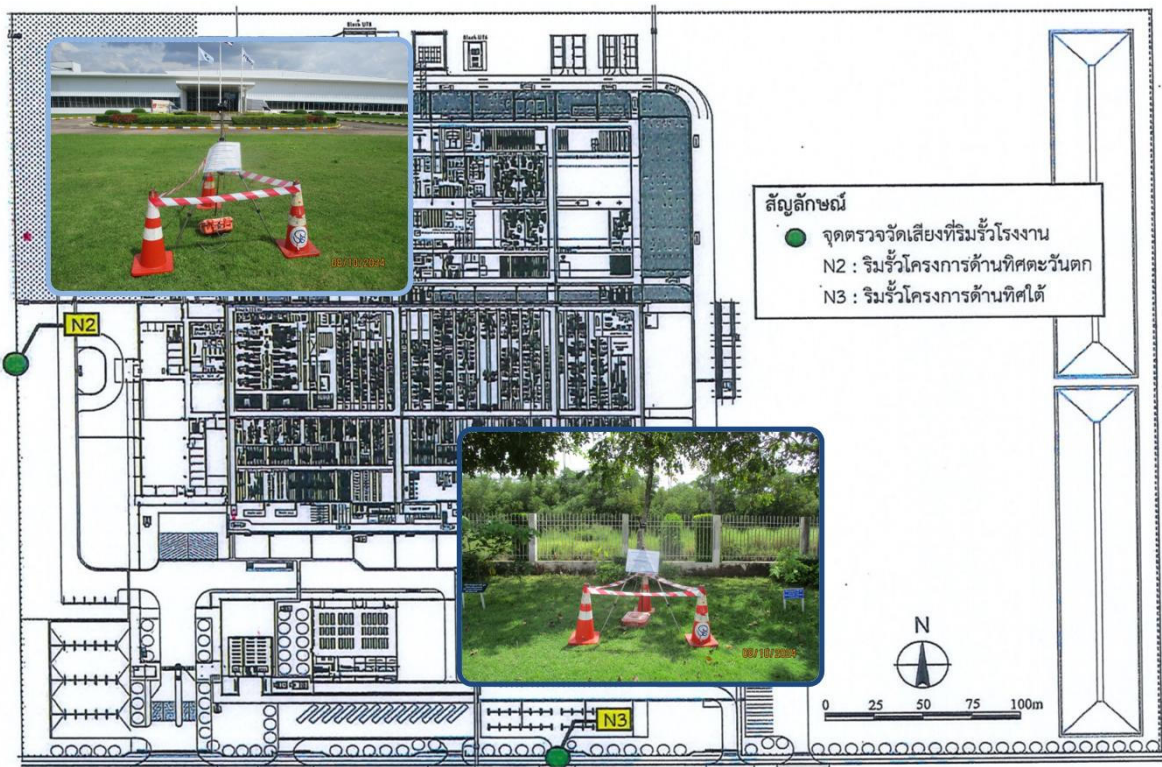 Block UTB
Block UTA
08/10/2024
สัญลักษณ์
จุดตรวจวัดเสียงที่ริมรั้วโรงงาน
N2 : ริมรั้วโครงการด้านทิศตะวันตก
N3 : ริมรั้วโครงการด้านทิศใต้
N2
08/10/2024
N
0 25 50 75 100m
N3